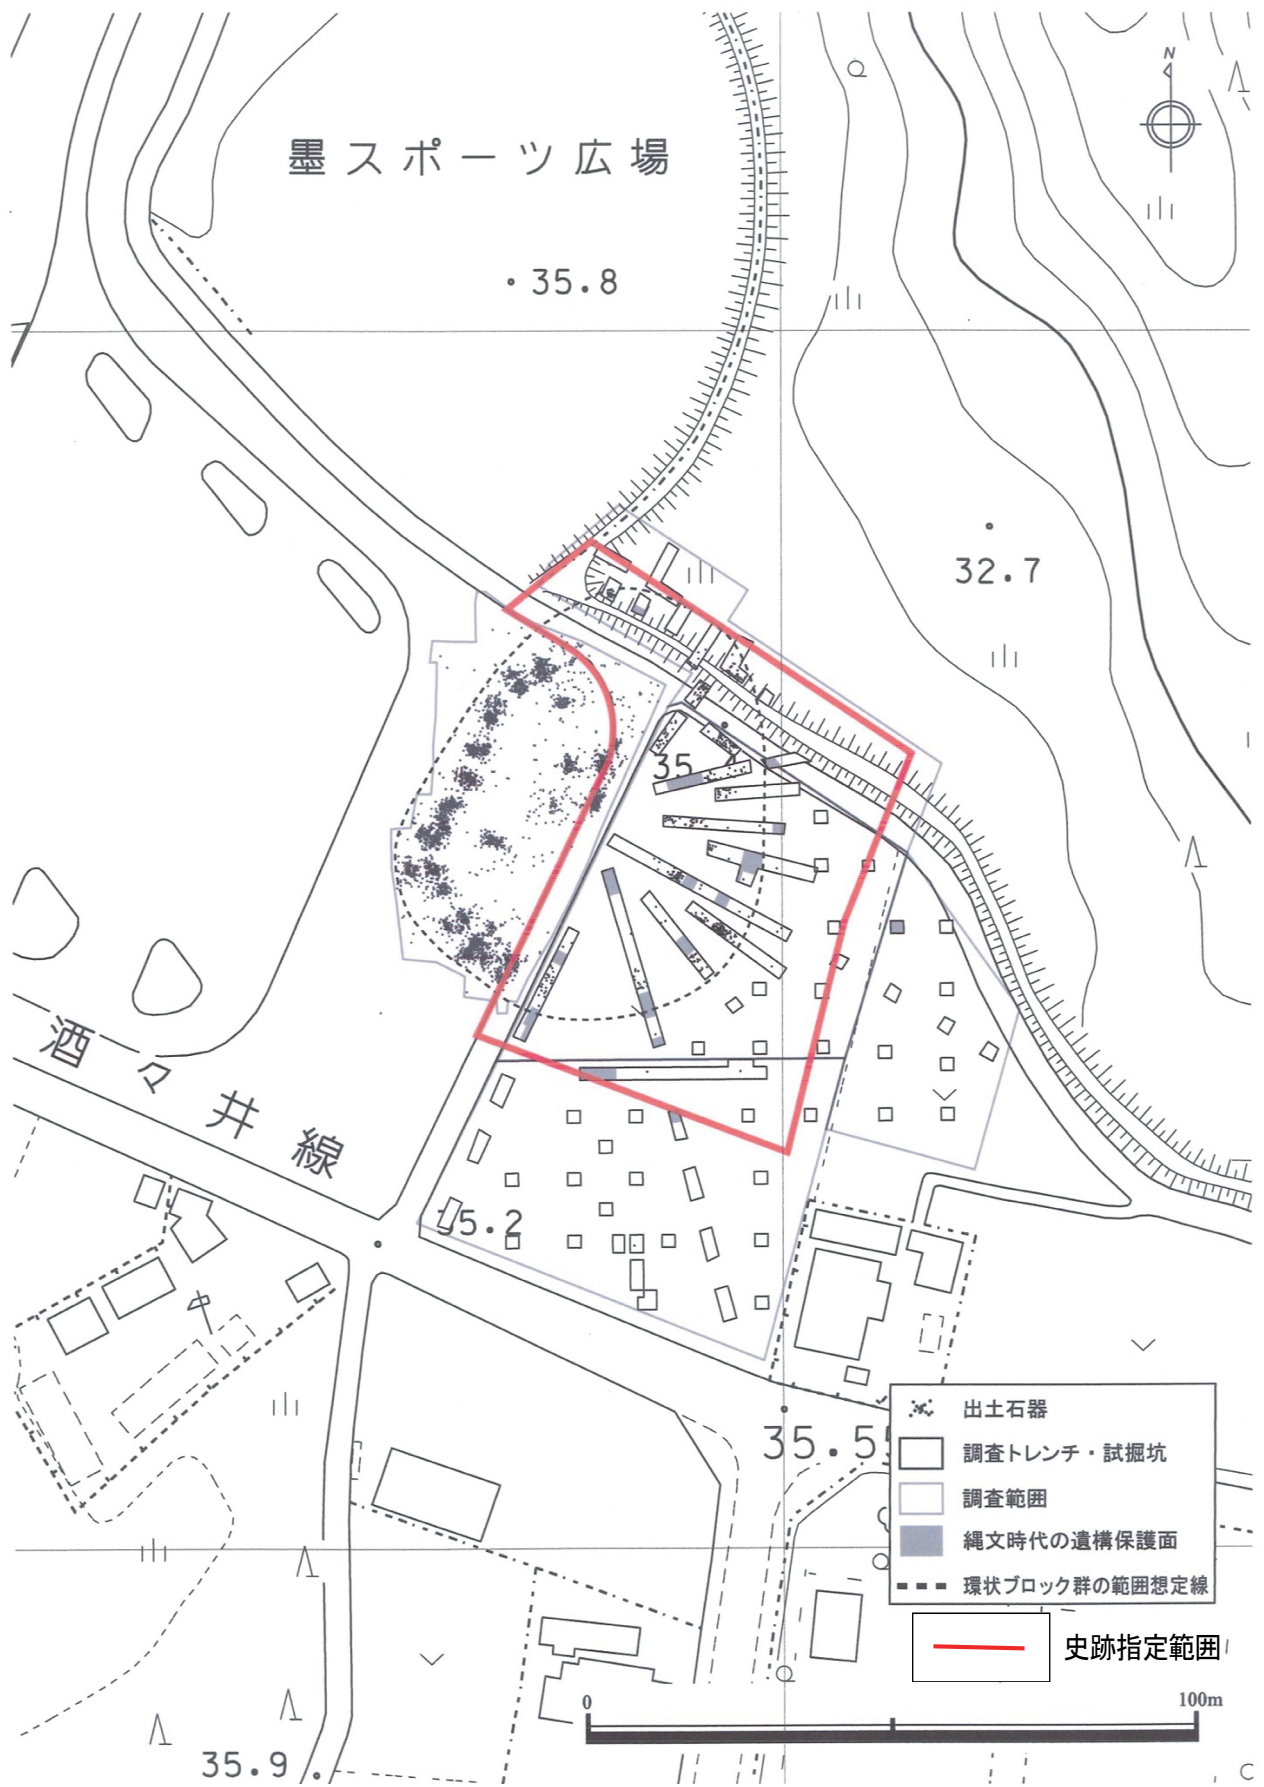 N
墨スポーツ広場
35.8
32.7
35.
酒々井線
35.2
出土石器
調査トレンチ・試掘坑
35.55
調査範囲
縄文時代の遺構保護面
環状ブロック群の範囲想定線
史跡指定範囲
0 100m
35.9